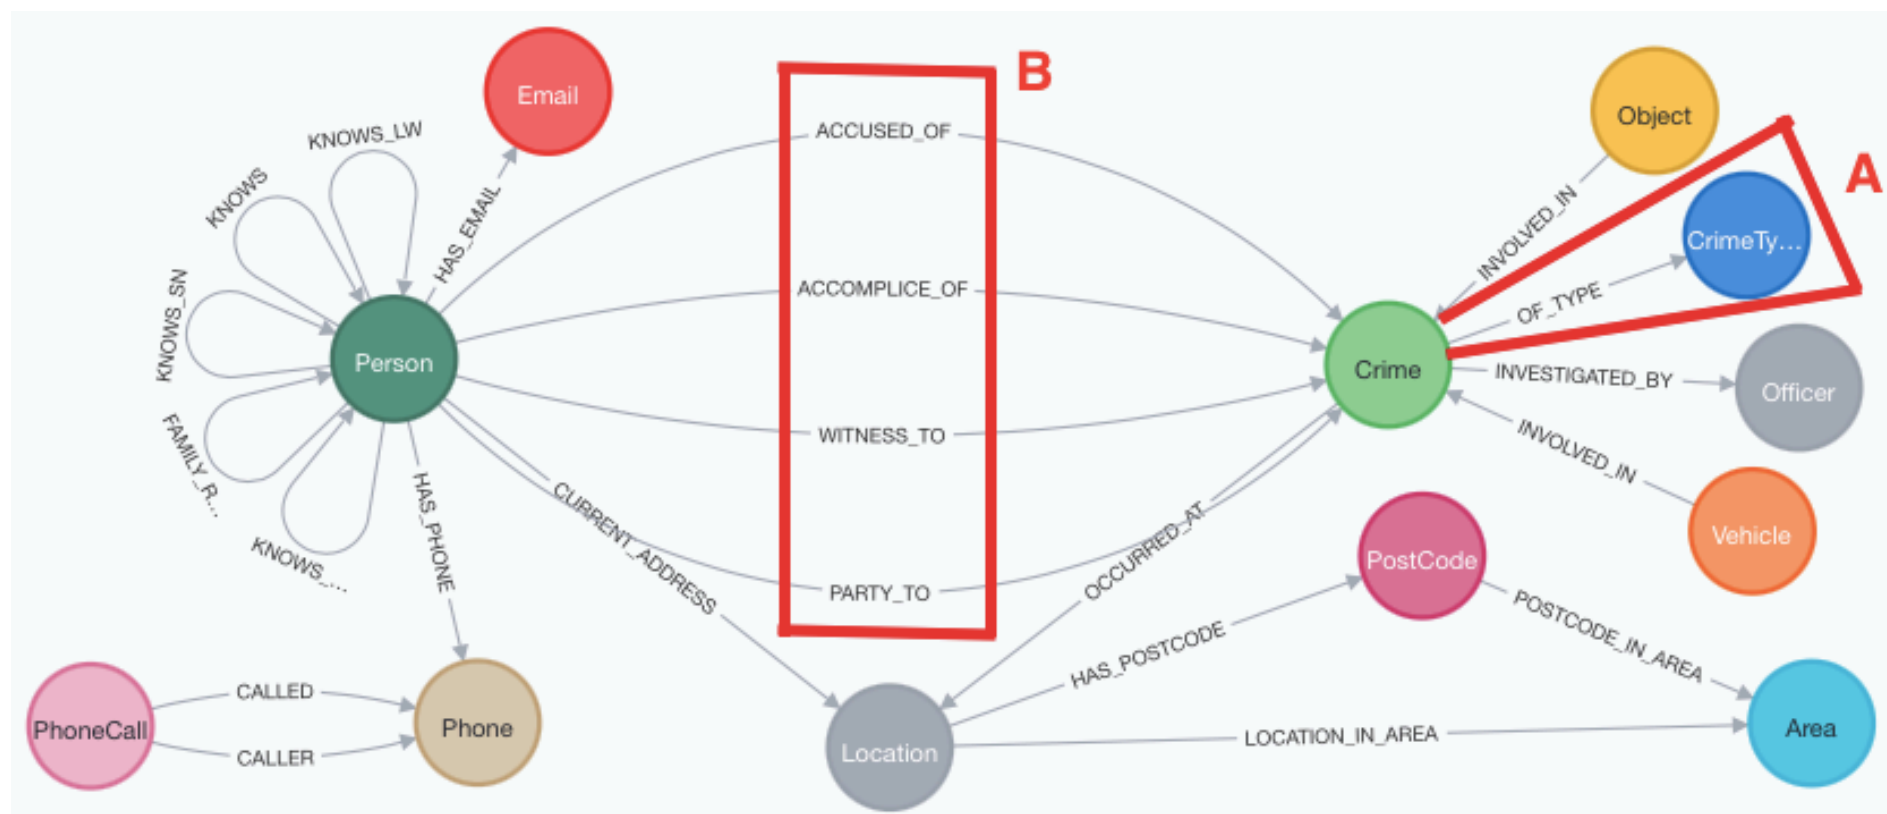 Email
B
Object
A
KNOWS_LW
ACCUSED_OF
KNOWS
HAS_EMAIL
INVOLVED_IN
CrimeTy...
KNOWS_SN
ACCOMPLICE_OF
OF_TYPE
Person
Crime
INVESTIGATED_BY
Officer
FAMILY_R...
WITNESS_TO
INVOLVED_IN
HAS_PHONE
CURRENT_ADDRESS
OCCURRED_AT
Vehicle
KNOWS_...
PARTY_TO
PostCode
HAS_POSTCODE
POSTCODE_IN_AREA
PhoneCall
CALLED
CALLER
Phone
Location
LOCATION_IN_AREA
Area